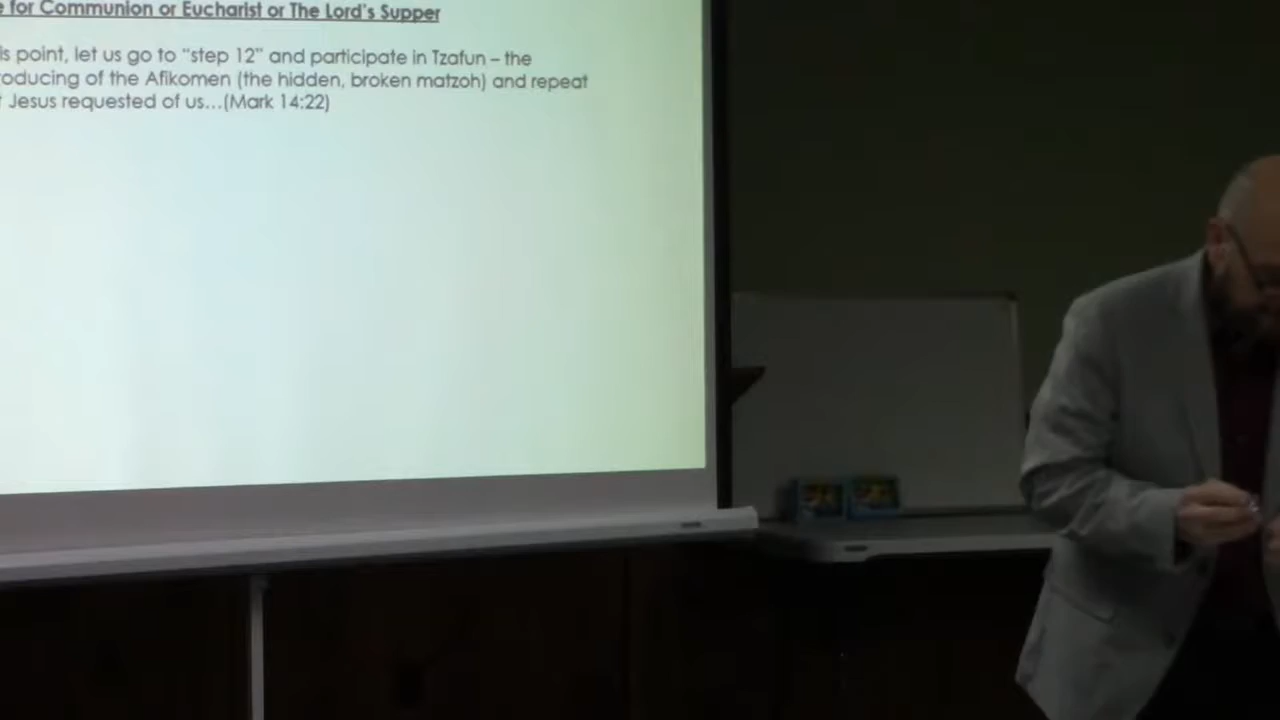 for Communion or Eucharist or The Lord's Supper
is point, let us go to "step 12" and participate in Tzafun – the
oducing of the Afikomen (the hidden, broken matzoh) and repeat
Jesus requested of us...(Mark 14:22)